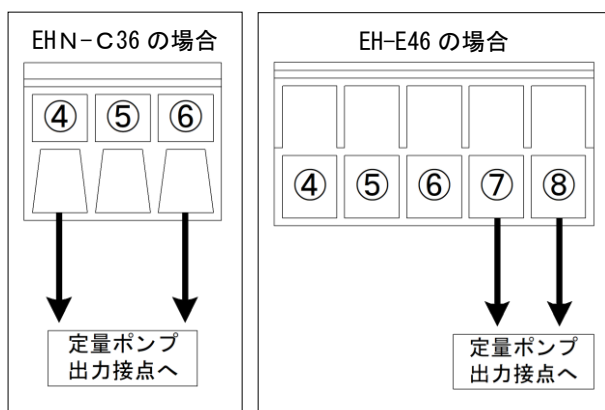 EHN-C36 の場合
④ ⑤ ⑥
定量ポンプ
出力接点へ
EH-E46 の場合
④ ⑤ ⑥ ⑦ ⑧
定量ポンプ
出力接点へ